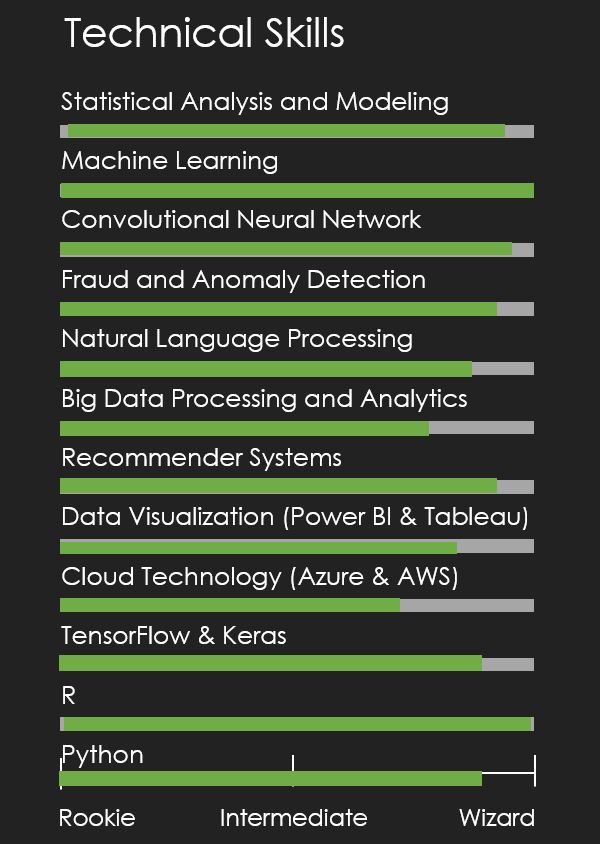 Technical Skills
Statistical Analysis and Modeling
Machine Learning
Convolutional Neural Network
Fraud and Anomaly Detection
Natural Language Processing
Big Data Processing and Analytics
Recommender Systems
Data Visualization (Power BI & Tableau)
Cloud Technology (Azure & AWS)
TensorFlow & Keras
R
Python
Rookie Intermediate Wizard